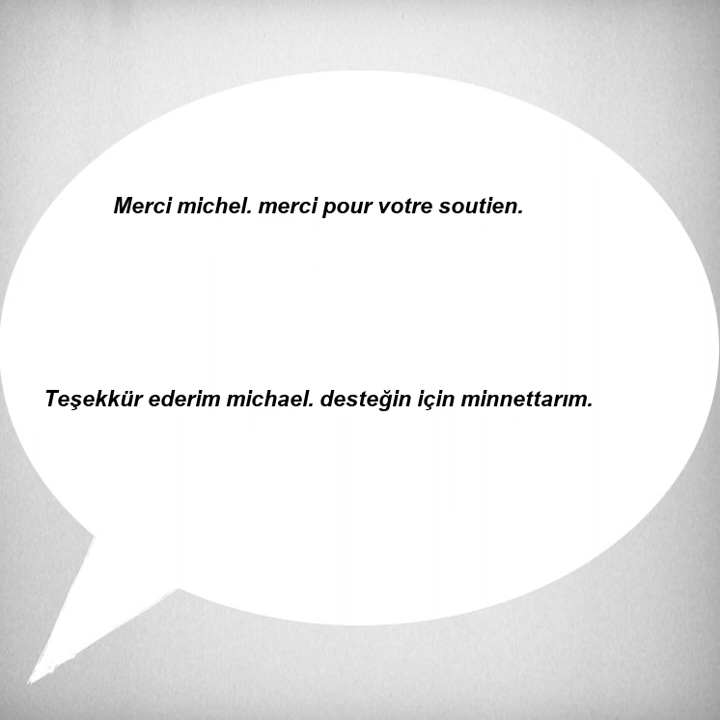 Merci michel. merci pour votre soutien.
Teşekkür ederim michael. desteğin için minnettarım.